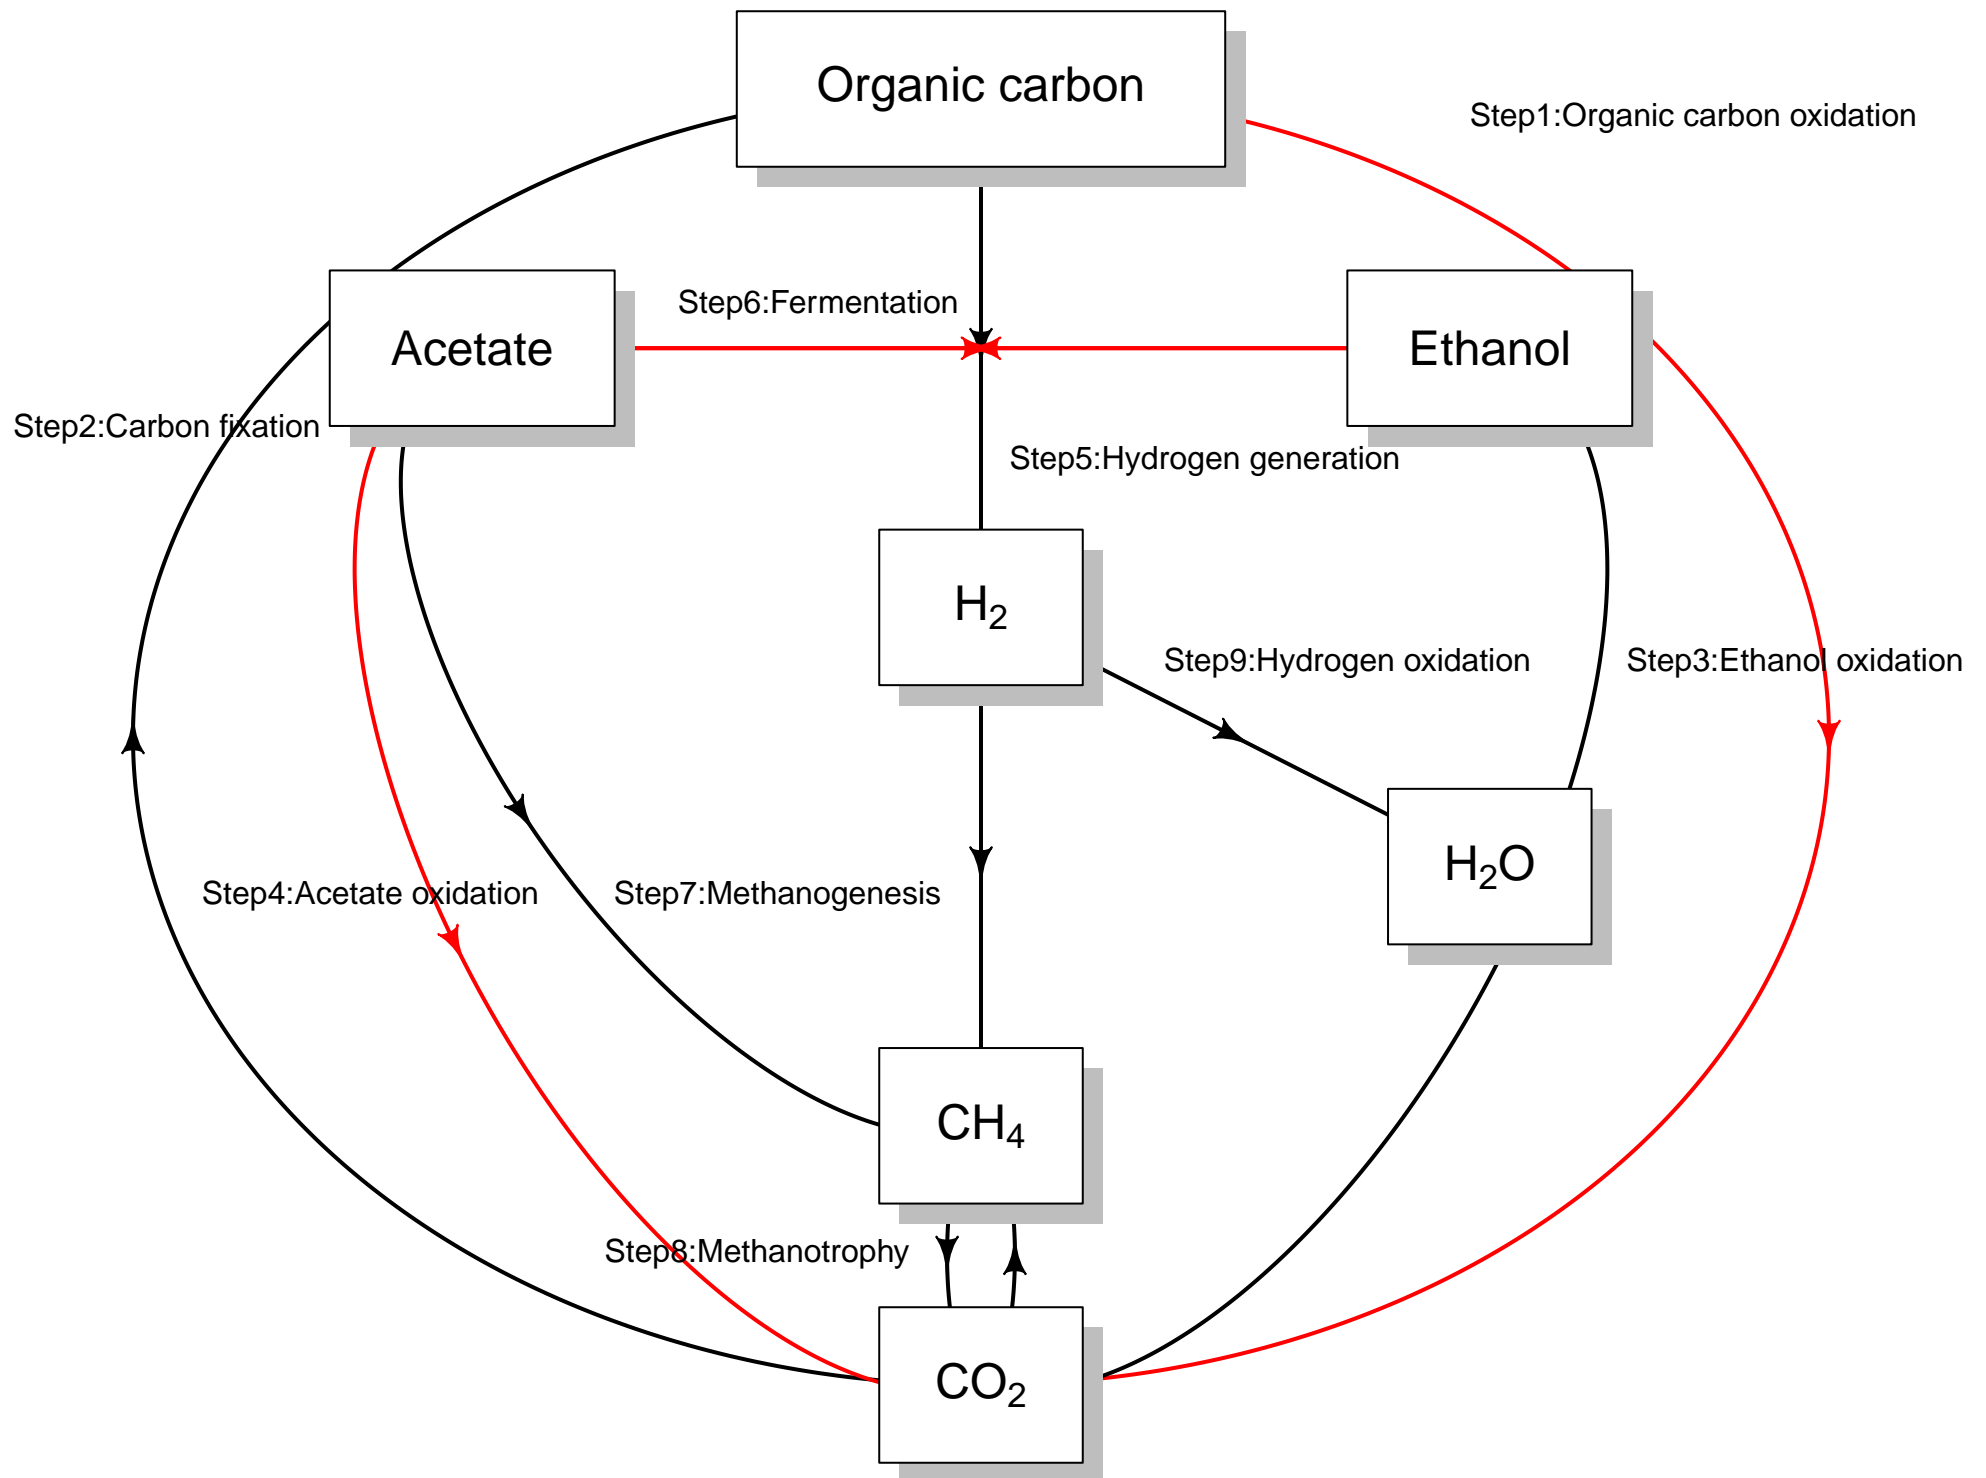 Organic carbon
Step1:Organic carbon oxidation
Step6:Fermentation
Acetate
Ethanol
Step2:Carbon fixation
Step5:Hydrogen generation
H₂
Step9:Hydrogen oxidation
Step3:Ethanol oxidation
H₂O
Step4:Acetate oxidation
Step7:Methanogenesis
CH₄
Step8:Methanotrophy
CO₂